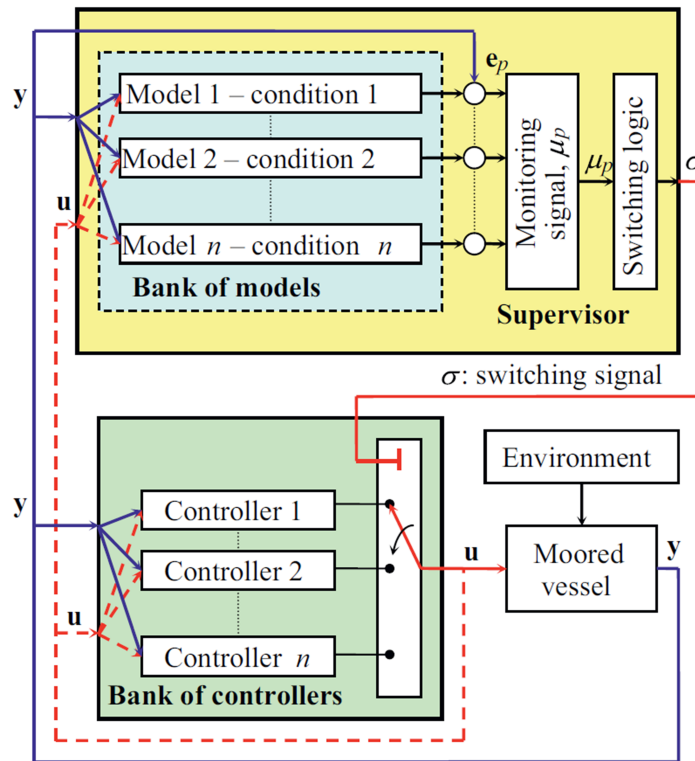 y
e_p
Model 1 – condition 1
Model 2 – condition 2
u
Model n – condition n
Bank of models
Monitoring
signal, μ_p
μ_p
Switching logic
σ
Supervisor
σ: switching signal
Environment
y
Controller 1
Controller 2
u
Moored
vessel
y
u
Controller n
Bank of controllers